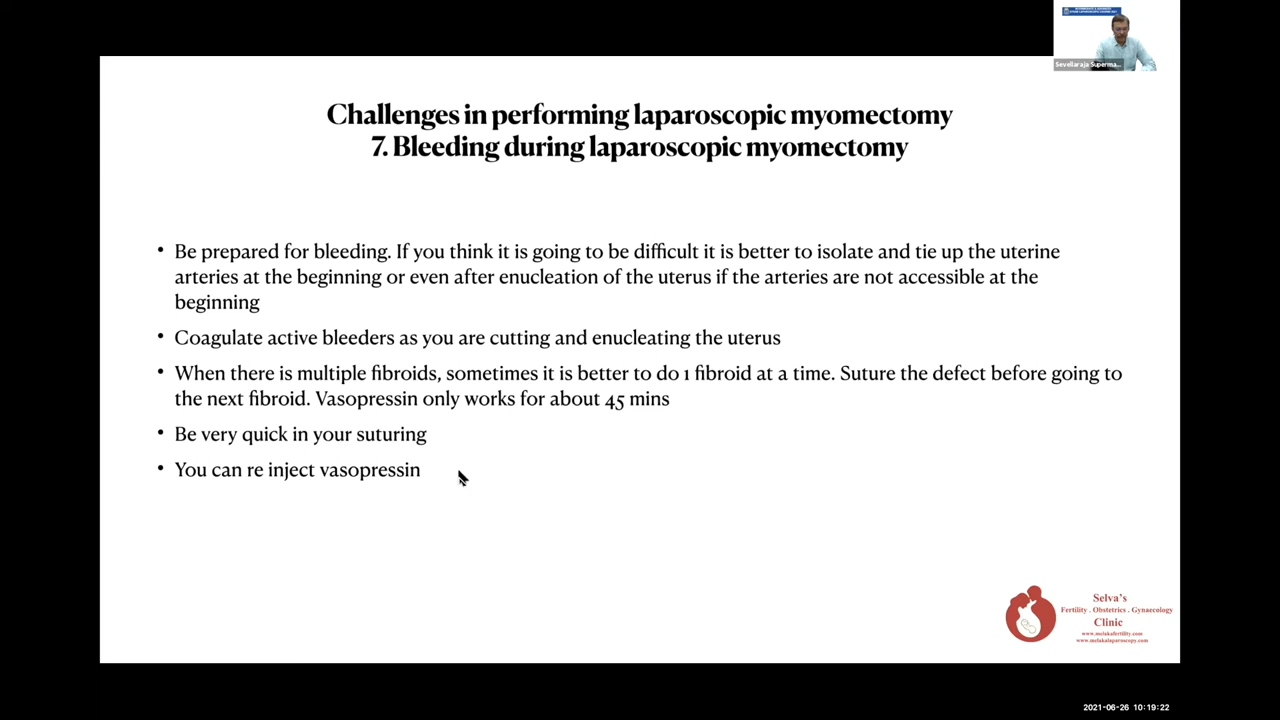 Sevellaraja Superma...
Challenges in performing laparoscopic myomectomy
7. Bleeding during laparoscopic myomectomy
• Be prepared for bleeding. If you think it is going to be difficult it is better to isolate and tie up the uterine
arteries at the beginning or even after enucleation of the uterus if the arteries are not accessible at the
beginning
• Coagulate active bleeders as you are cutting and enucleating the uterus
• When there is multiple fibroids, sometimes it is better to do 1 fibroid at a time. Suture the defect before going to
the next fibroid. Vasopressin only works for about 45 mins
• Be very quick in your suturing
• You can re inject vasopressin
Selva's
Fertility . Obstetrics . Gynaecology
Clinic
www.melakafertility.com
www.melakalaparoscopy.com
2021-06-26 10:19:22